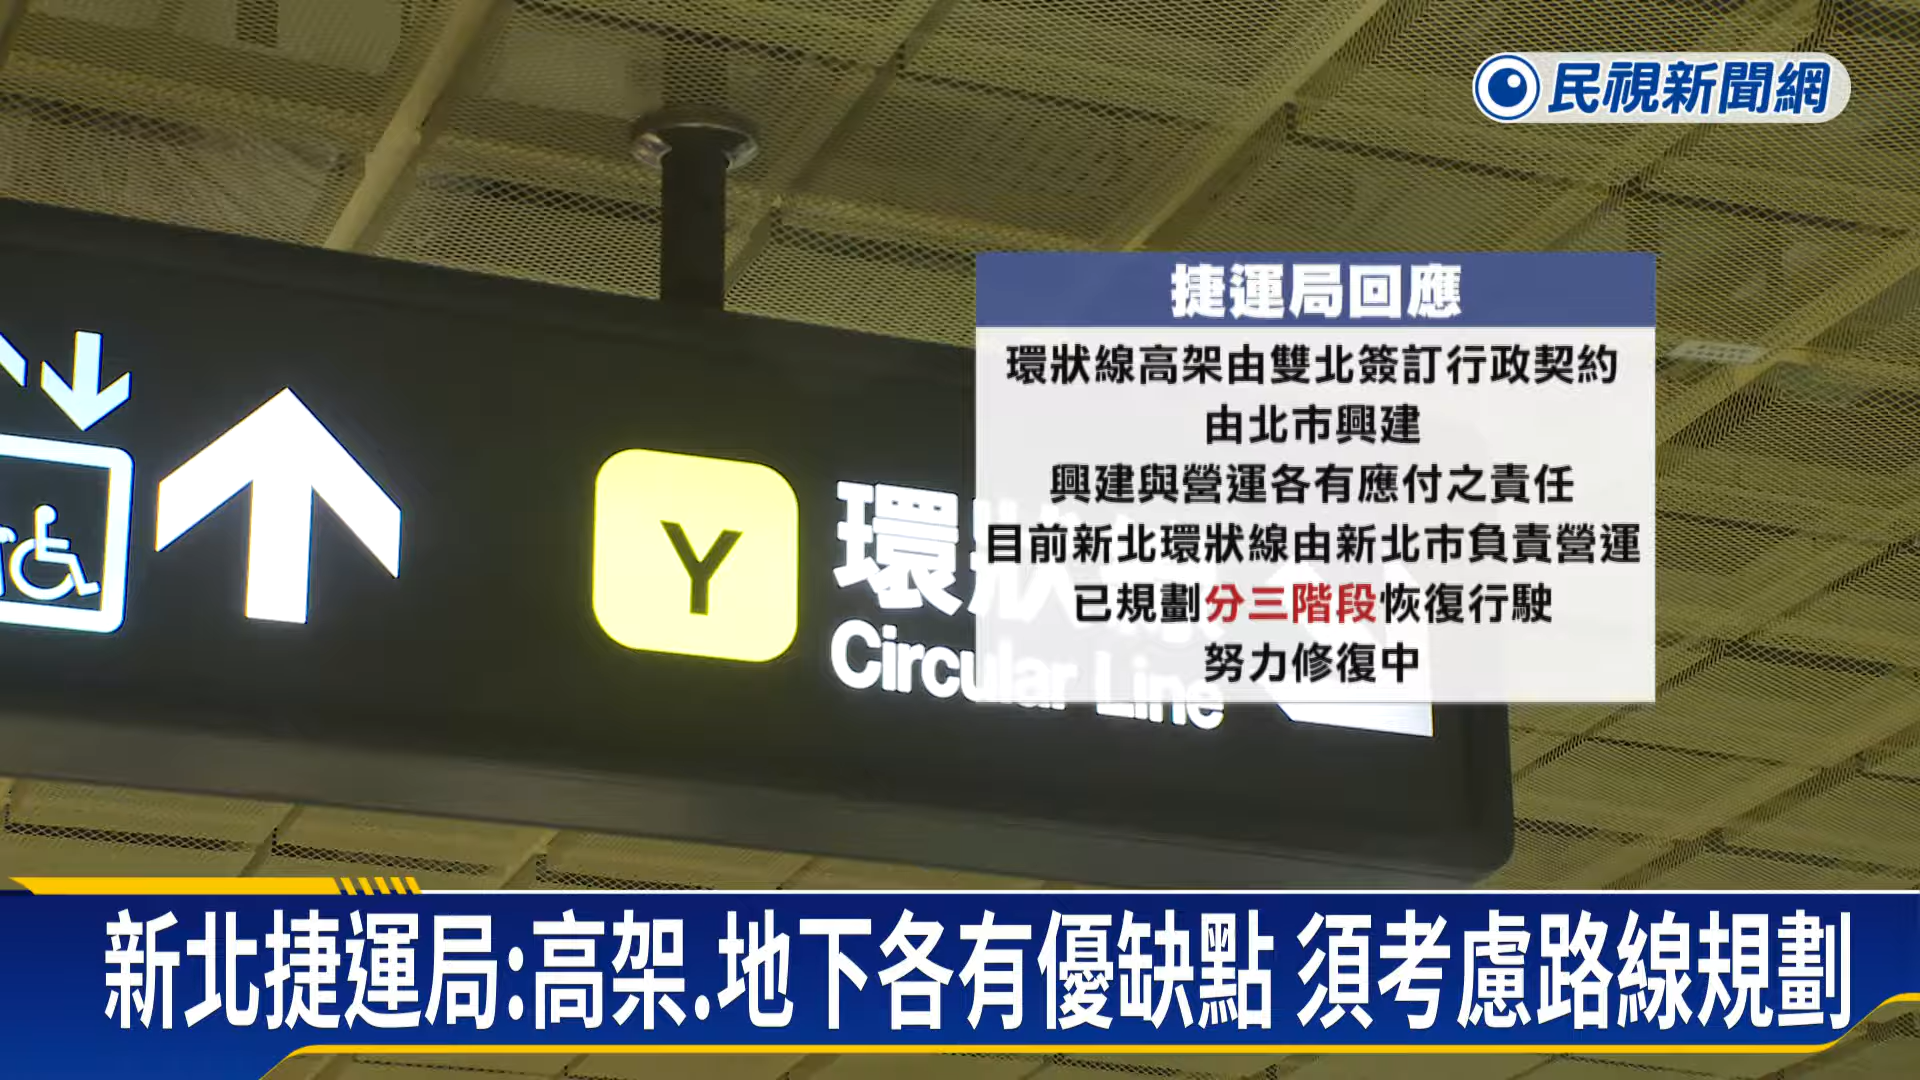 民視新聞網
捷運局回應
環狀線高架由雙北簽訂行政契約
由北市興建
興建與營運各有應付之責任
目前新北環狀線由新北市負責營運
已規劃分三階段恢復行駛
努力修復中
Y
環狀線
Circular Line
新北捷運局:高架.地下各有優缺點 須考慮路線規劃